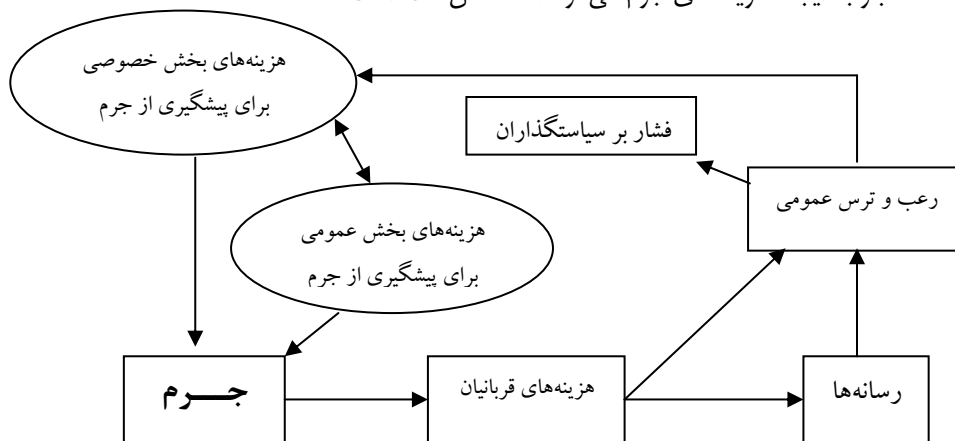 هزینه‌های بخش خصوصی
برای پیشگیری از جرم
فشار بر سیاستگذاران
رعب و ترس عمومی
هزینه‌های بخش عمومی
برای پیشگیری از جرم
جـــرم
هزینه‌های قربانیان
رسانه‌ها